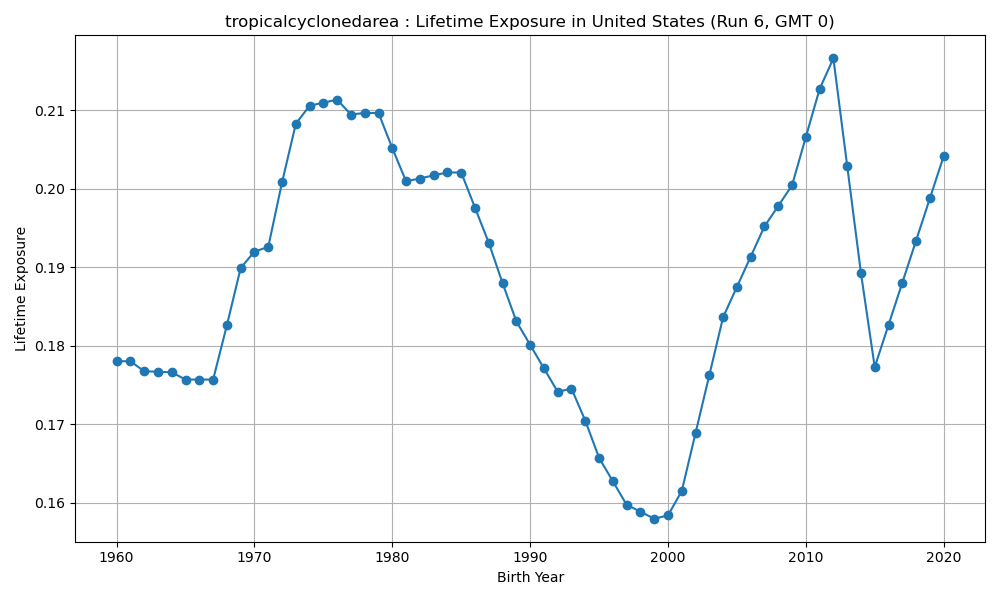 tropicalcyclonedarea : Lifetime Exposure in United States (Run 6, GMT 0)
Lifetime Exposure
0.21
0.20
0.19
0.18
0.17
0.16
1960 1970 1980 1990 2000 2010 2020
Birth Year